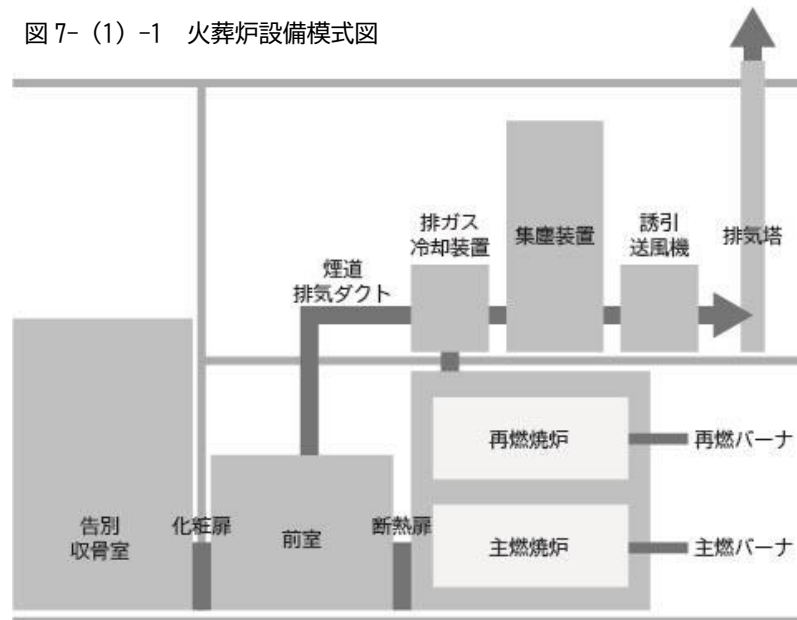 図 7-（1）-1　火葬炉設備模式図
排ガス
冷却装置
集塵装置
誘引
送風機
排気塔
煙道
排気ダクト
再燃焼炉
再燃バーナ
告別
収骨室
化粧扉
前室
断熱扉
主燃焼炉
主燃バーナ